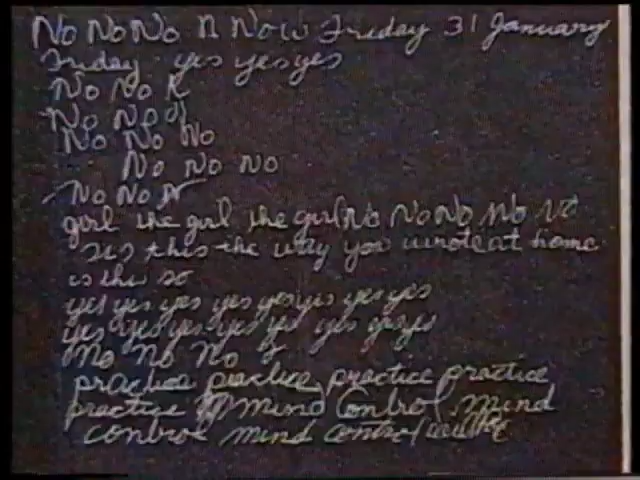 No No No n Now Friday 31 January
Friday yes yes yes
No No K
No No
No No No
No No No
No No N
girl the girl the girl No No No No No
is this the way you wrote at home
is this so
yes yes yes yes yes yes yes yes
yes yes yes yes yes yes yes
No No No
practice practice practice practice
practice mind control mind
control mind control